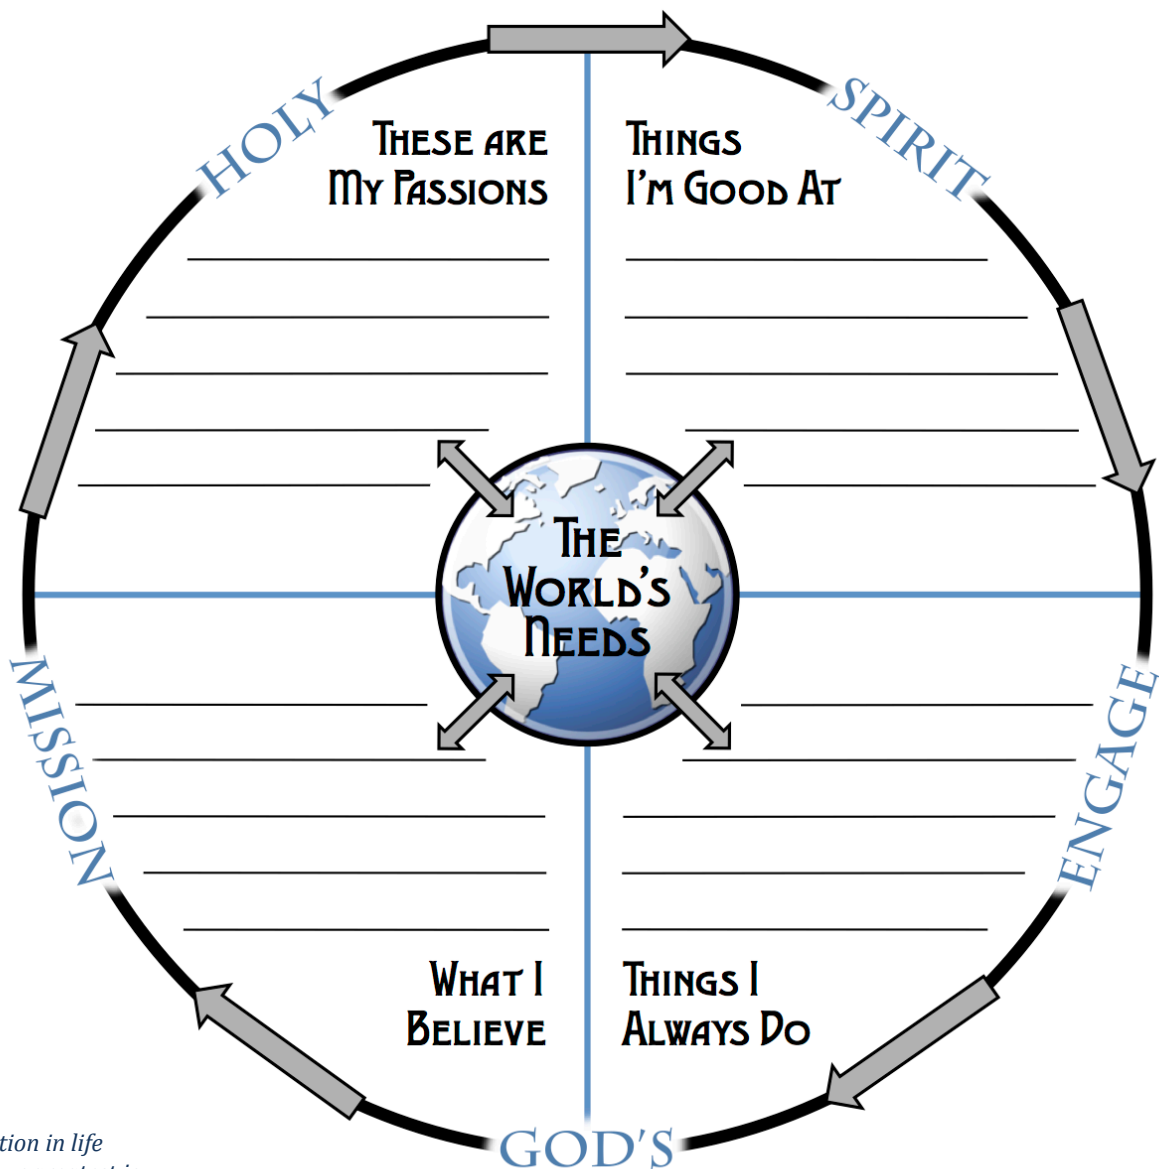 HOLY
SPIRIT
THESE ARE
MY PASSIONS
THINGS
I'M GOOD AT
THE
WORLD'S
NEEDS
MISSION
ENGAGE
WHAT I
BELIEVE
THINGS I
ALWAYS DO
GOD'S
tion in life